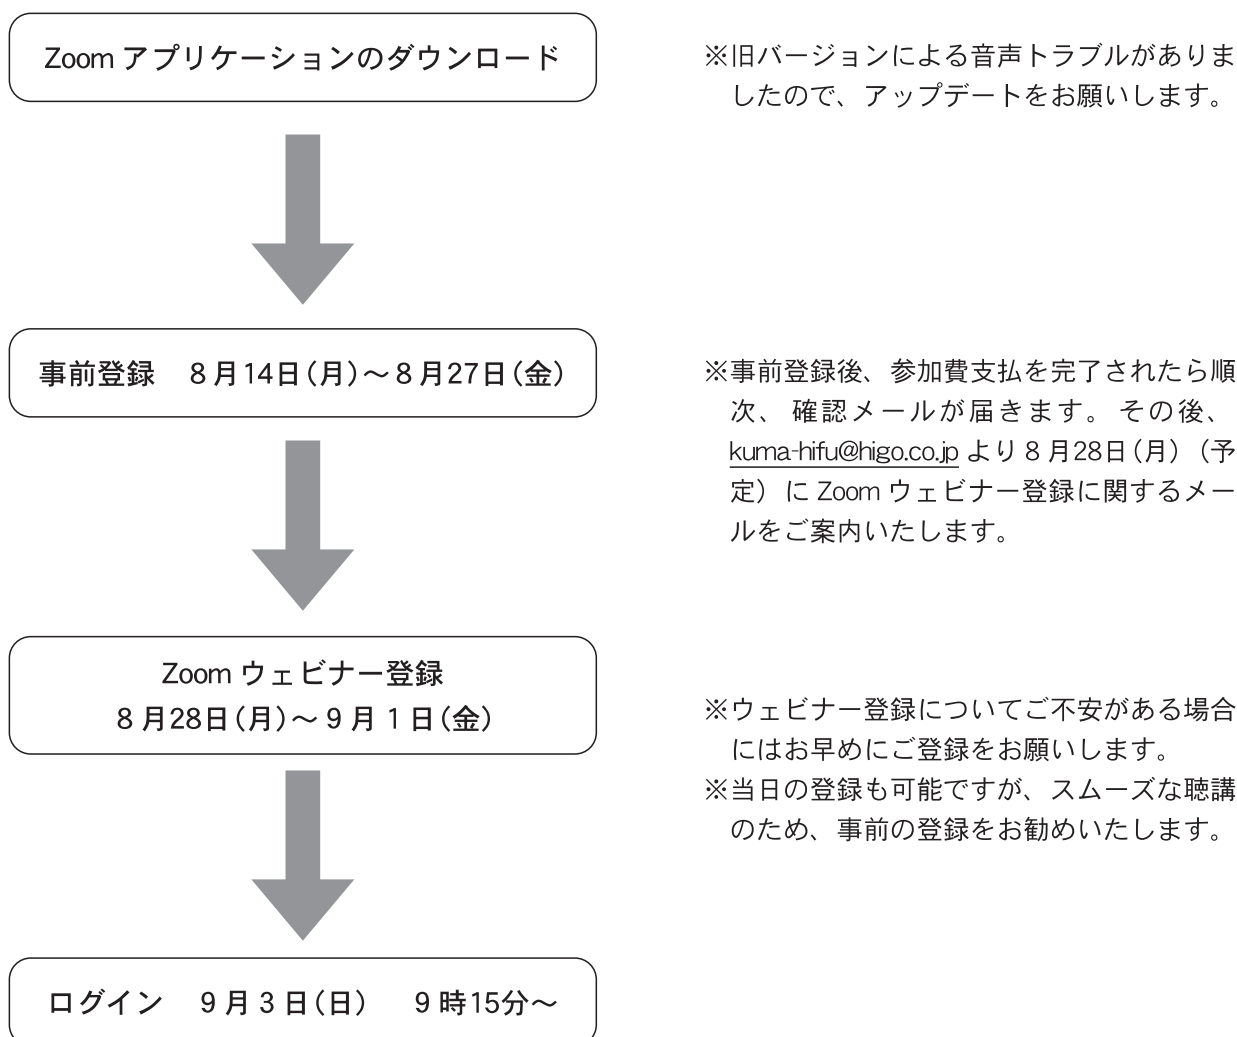 Zoom アプリケーションのダウンロード
※旧バージョンによる音声トラブルがありま
したので、アップデートをお願いします。
事前登録　8月14日(月)～8月27日(金)
※事前登録後、参加費支払を完了されたら順
次、確認メールが届きます。その後、
kuma-hifu@higo.co.jp より8月28日(月)（予
定）に Zoom ウェビナー登録に関するメー
ルをご案内いたします。
Zoom ウェビナー登録
8月28日(月)～9月1日(金)
※ウェビナー登録についてご不安がある場合
にはお早めにご登録をお願いします。
※当日の登録も可能ですが、スムーズな聴講
のため、事前の登録をお勧めいたします。
ログイン　9月3日(日)　9時15分～